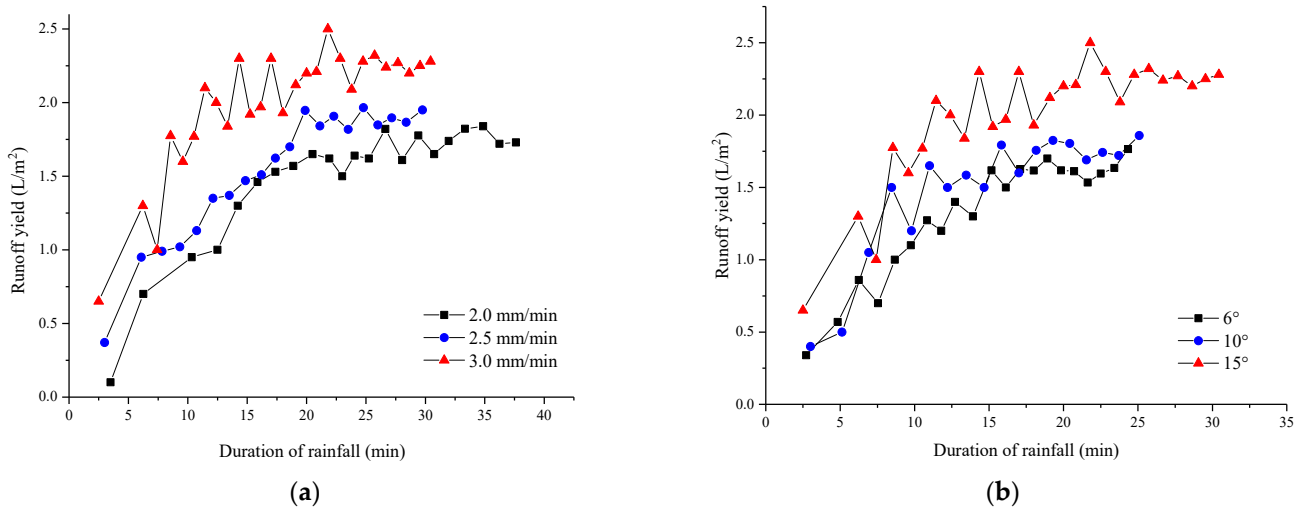 2.5
2.0
1.5
1.0
0.5
0.0
Runoff yield (L/m²)
0 5 10 15 20 25 30 35 40
Duration of rainfall (min)
2.0 mm/min
2.5 mm/min
3.0 mm/min
(a)
2.5
2.0
1.5
1.0
0.5
0.0
Runoff yield (L/m²)
0 5 10 15 20 25 30 35
Duration of rainfall (min)
6°
10°
15°
(b)